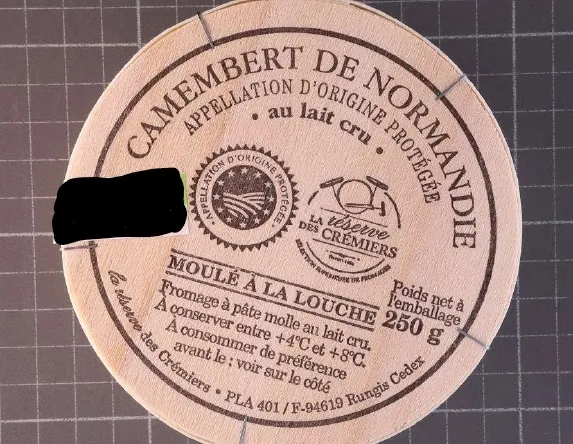 CAMEMBERT DE NORMANDIE
APPELLATION D'ORIGINE PROTÉGÉE
• au lait cru •
APPELLATION D'ORIGINE PROTÉGÉE
LA réserve
DES CRÉMIERS
MOULÉ À LA LOUCHE
Fromage à pâte molle au lait cru.
À conserver entre +4°C et +8°C.
À consommer de préférence
avant le : voir sur le côté
Poids net à
l'emballage
250 g
la réserve des Crémiers • PLA 401 / F-94619 Rungis Cedex